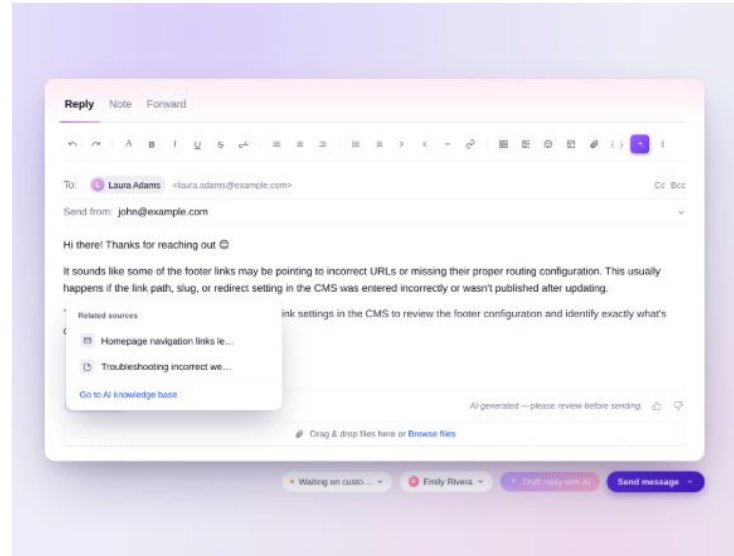 Reply Note Forward
To: L Laura Adams <laura.adams@example.com> Cc Bcc
Send from: john@example.com
Hi there! Thanks for reaching out 😊
It sounds like some of the footer links may be pointing to incorrect URLs or missing their proper routing configuration. This usually
happens if the link path, slug, or redirect setting in the CMS was entered incorrectly or wasn't published after updating.
ink settings in the CMS to review the footer configuration and identify exactly what's
Related sources
Homepage navigation links le...
Troubleshooting incorrect we...
Go to AI knowledge base
AI-generated — please review before sending.
Drag & drop files here or Browse files
Waiting on custo... Emily Rivera Draft reply with AI Send message